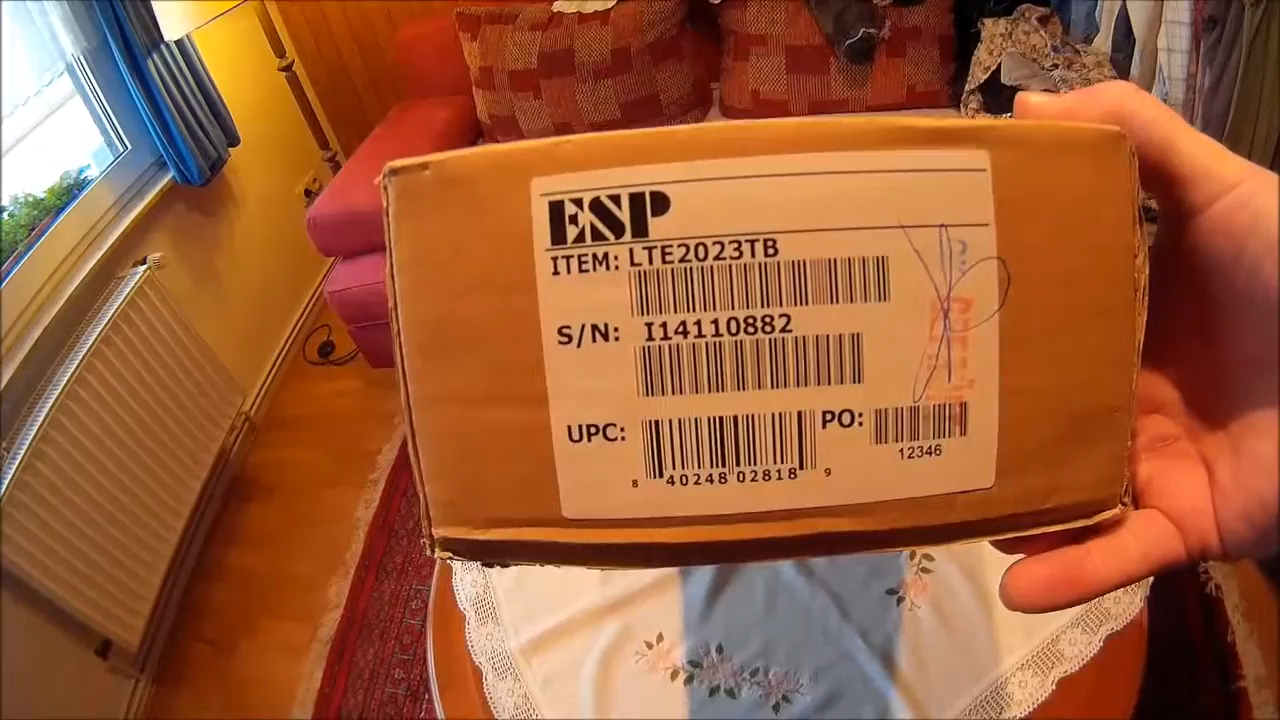 ESP
ITEM: LTE2023TB
S/N: I14110882
UPC: 8 40248 02818 9
PO: 12346